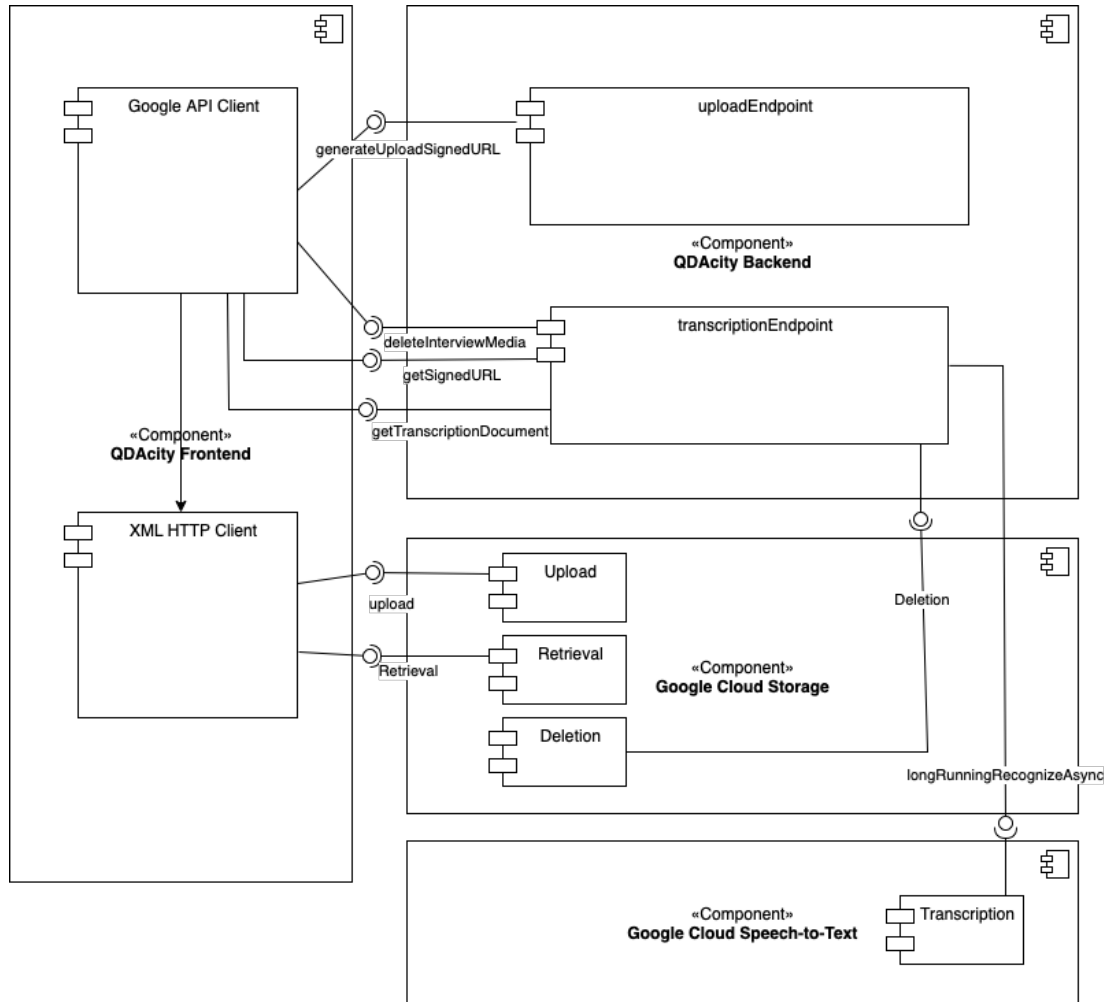 Google API Client
uploadEndpoint
generateUploadSignedURL
«Component»
QDAcity Backend
transcriptionEndpoint
deleteInterviewMedia
getSignedURL
getTranscriptionDocument
«Component»
QDAcity Frontend
XML HTTP Client
Upload
upload
Deletion
Retrieval
Retrieval
«Component»
Google Cloud Storage
Deletion
longRunningRecognizeAsync
«Component»
Google Cloud Speech-to-Text
Transcription